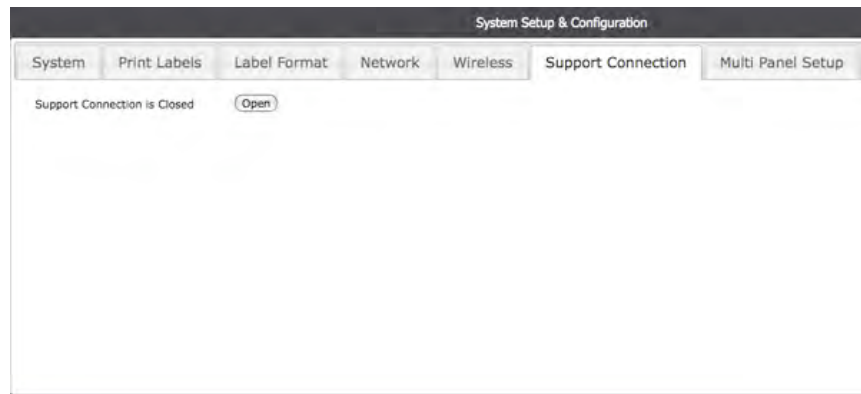 System Setup & Configuration
System Print Labels Label Format Network Wireless Support Connection Multi Panel Setup
Support Connection is Closed Open